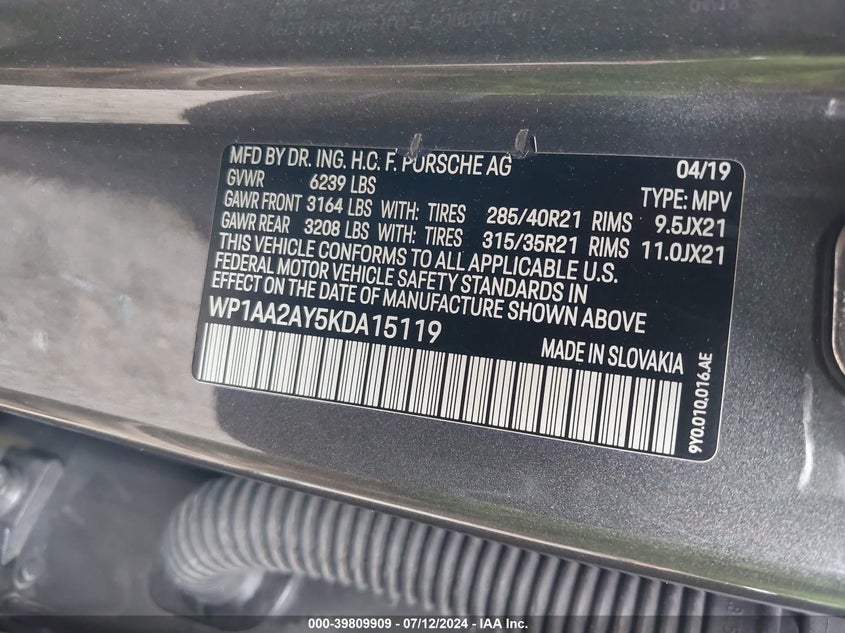 MFD BY DR. ING. H.C. F. PORSCHE AG 04/19
GVWR 6239 LBS TYPE: MPV
GAWR FRONT 3164 LBS WITH: TIRES 285/40R21 RIMS 9.5JX21
GAWR REAR 3208 LBS WITH: TIRES 315/35R21 RIMS 11.0JX21
THIS VEHICLE CONFORMS TO ALL APPLICABLE U.S.
FEDERAL MOTOR VEHICLE SAFETY STANDARDS IN
EFFECT ON THE DATE OF MANUFACTURE SHOWN ABOVE
WP1AA2AY5KDA15119
MADE IN SLOVAKIA
9Y0.010.016.AE
000-39809909 - 07/12/2024 - IAA Inc.